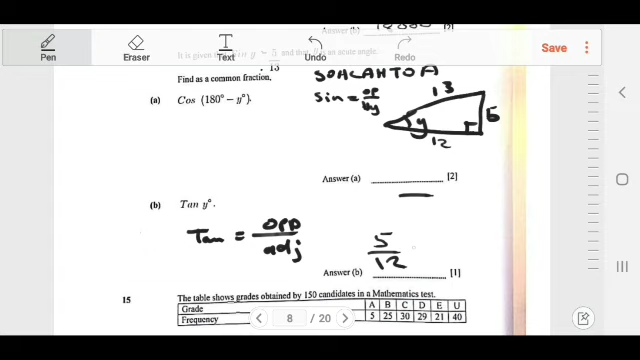 Answer (b)
[2]
Pen
Eraser
Text
Undo
Redo
Save
It is given that sin y = 5/13 and that y is an acute angle.
Find as a common fraction,
SOHCAHTOA
(a) Cos (180° − y°).
sin = OP/Hy
13
5
y
12
Answer (a) [2]
(b) Tan y°.
Tan = OPP/adj
5/12
Answer (b) [1]
15 The table shows grades obtained by 150 candidates in a Mathematics test.
Grade A B C D E U
Frequency 5 25 30 29 21 40
8 / 20